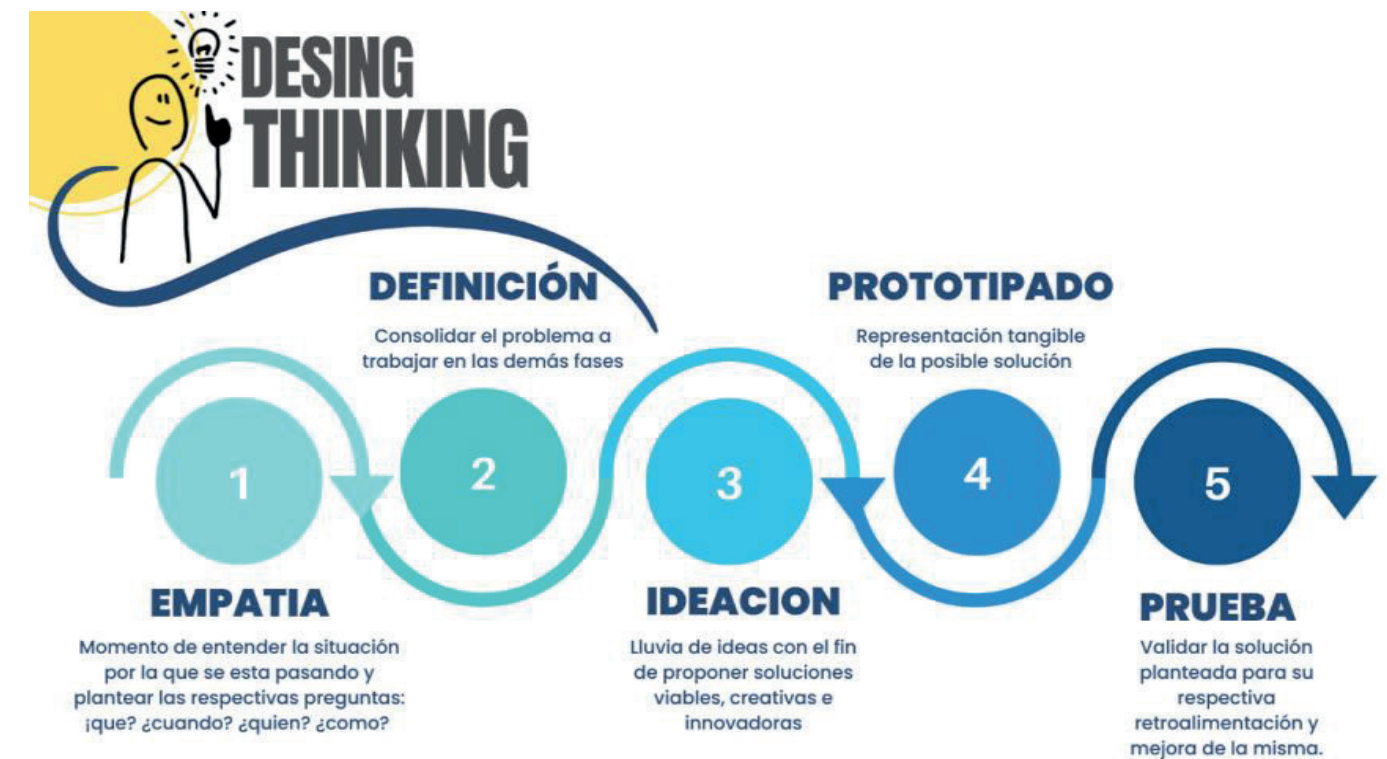 DESING
THINKING
1
EMPATIA
Momento de entender la situación
por la que se esta pasando y
plantear las respectivas preguntas:
¡que? ¿cuando? ¿quien? ¿como?
DEFINICIÓN
Consolidar el problema a
trabajar en las demás fases
2
3
IDEACION
Lluvia de ideas con el fin
de proponer soluciones
viables, creativas e
innovadoras
PROTOTIPADO
Representación tangible
de la posible solución
4
5
PRUEBA
Validar la solución
planteada para su
respectiva
retroalimentación y
mejora de la misma.